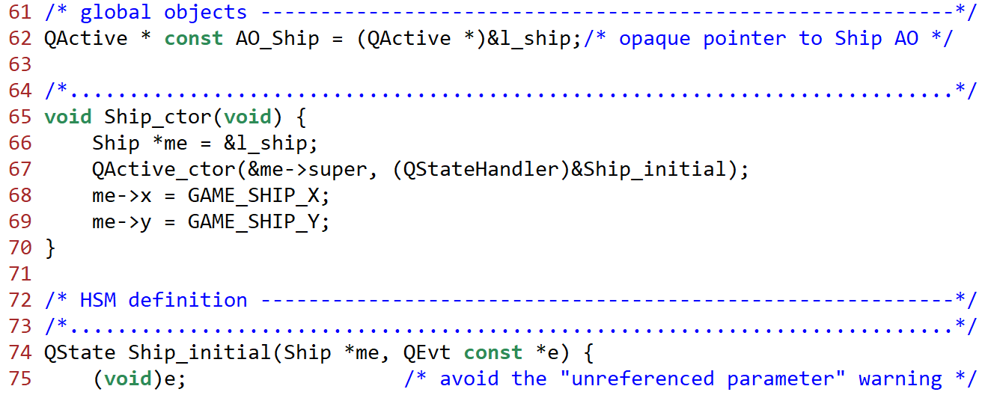 61 /* global objects ----------------------------------------------------------*/
62 QActive * const AO_Ship = (QActive *)&l_ship;/* opaque pointer to Ship AO */
63
64 /*..........................................................................*/
65 void Ship_ctor(void) {
66     Ship *me = &l_ship;
67     QActive_ctor(&me->super, (QStateHandler)&Ship_initial);
68     me->x = GAME_SHIP_X;
69     me->y = GAME_SHIP_Y;
70 }
71
72 /* HSM definition ----------------------------------------------------------*/
73 /*..........................................................................*/
74 QState Ship_initial(Ship *me, QEvt const *e) {
75     (void)e;                  /* avoid the "unreferenced parameter" warning */